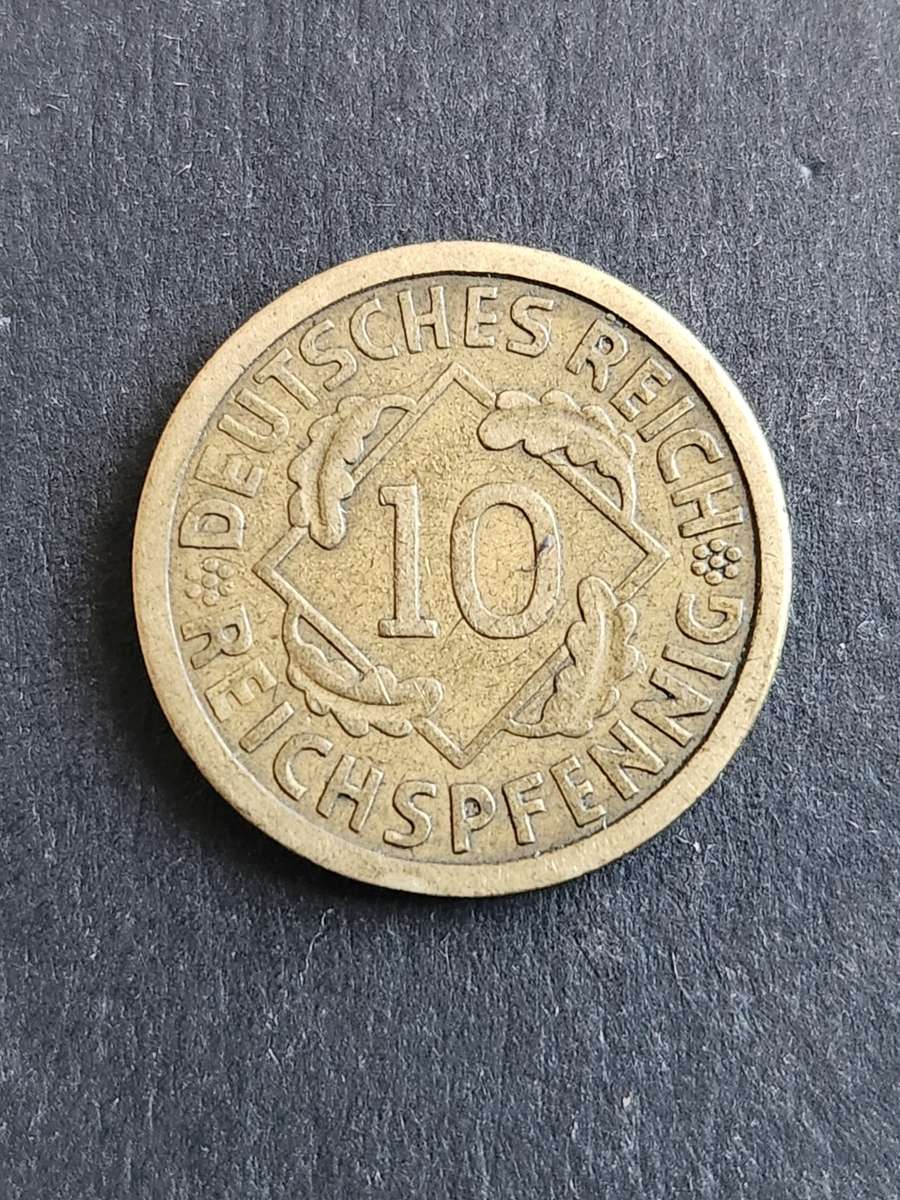 DEUTSCHES REICH
10
REICHSPFENNIG